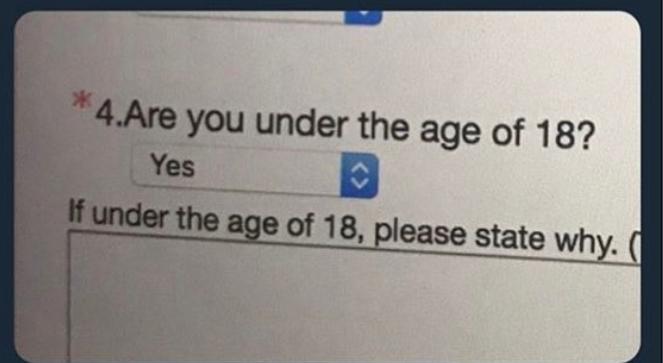 *4.Are you under the age of 18?
Yes
If under the age of 18, please state why. (